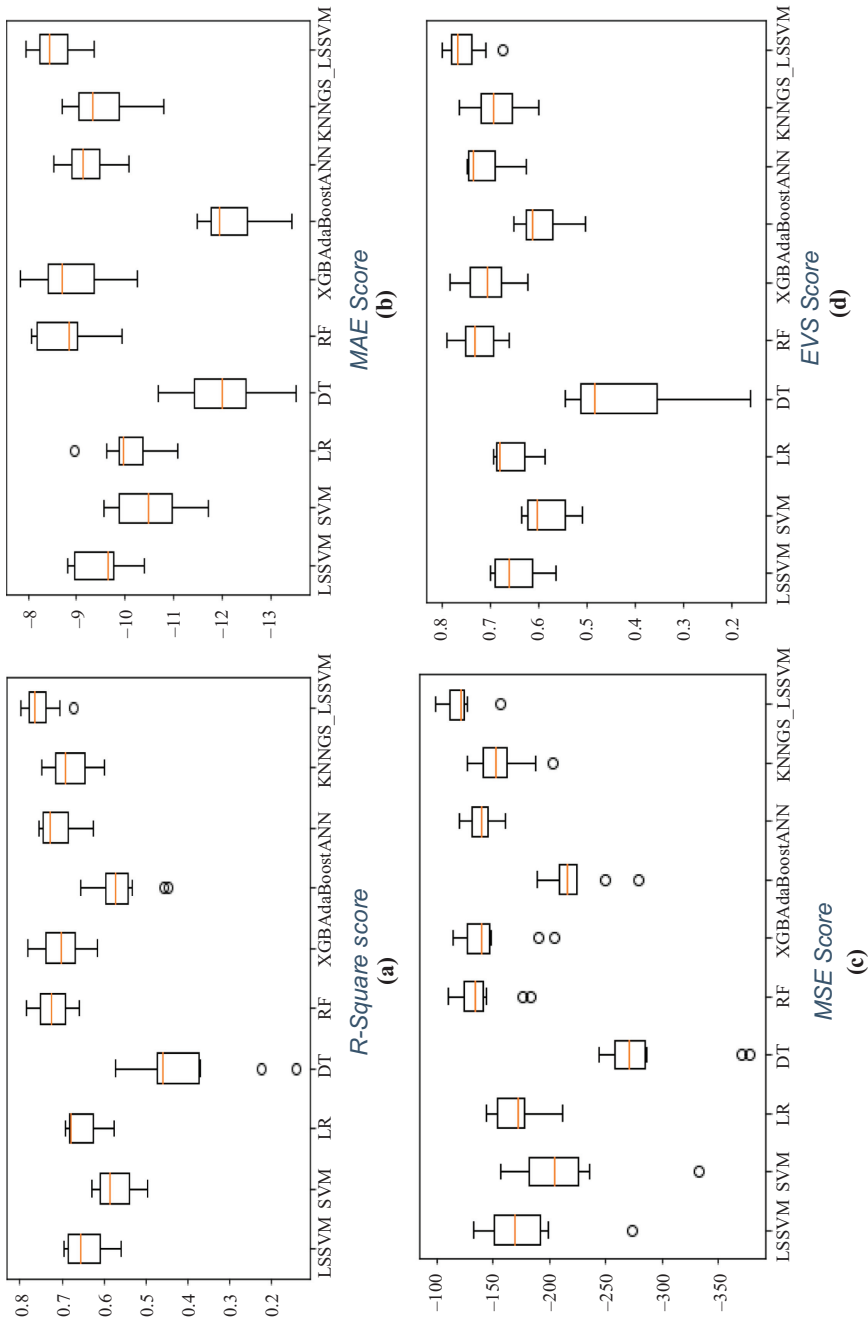 0.8
0.7
0.6
0.5
0.4
0.3
0.2
LSSVM SVM LR DT RF XGBAdaBoostANN KNNGS_LSSVM
R-Square score
(a)
−8
−9
−10
−11
−12
−13
LSSVM SVM LR DT RF XGBAdaBoostANN KNNGS_LSSVM
MAE Score
(b)
−100
−150
−200
−250
−300
−350
LSSVM SVM LR DT RF XGBAdaBoostANN KNNGS_LSSVM
MSE Score
(c)
0.8
0.7
0.6
0.5
0.4
0.3
0.2
LSSVM SVM LR DT RF XGBAdaBoostANN KNNGS_LSSVM
EVS Score
(d)